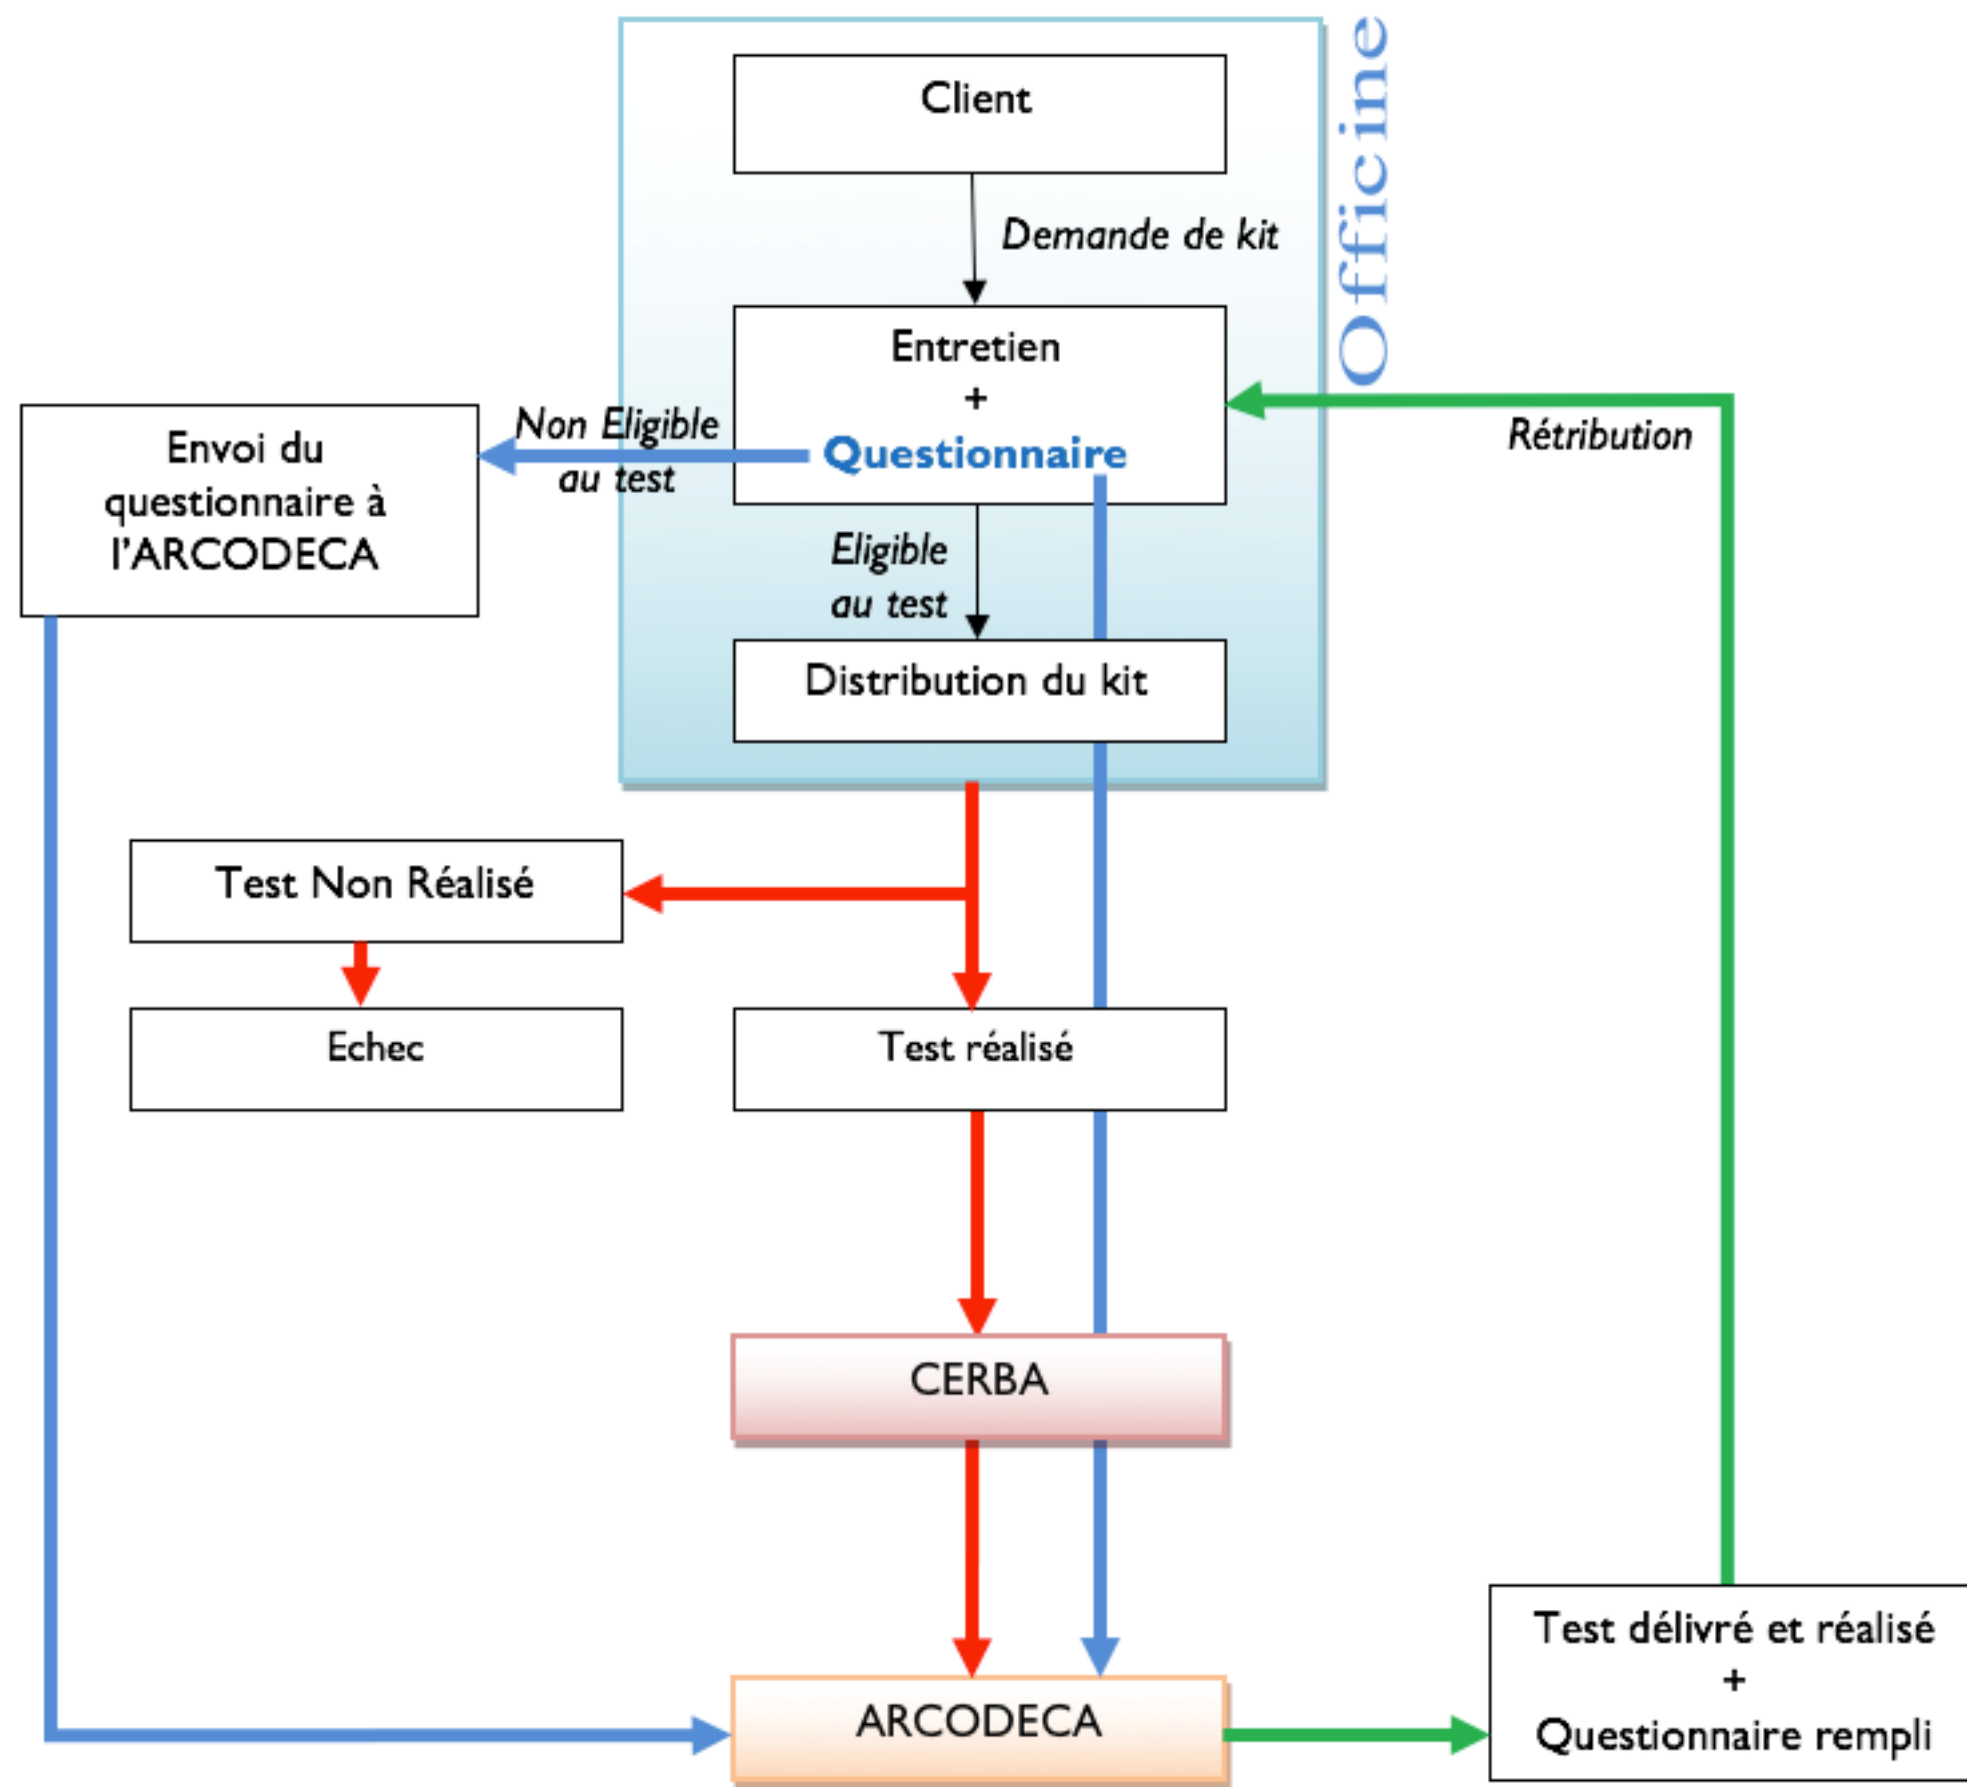 Client
Officine
Demande de kit
Entretien
+
Questionnaire
Rétribution
Non Eligible
au test
Envoi du
questionnaire à
l'ARCODECA
Eligible
au test
Distribution du kit
Test Non Réalisé
Echec
Test réalisé
CERBA
ARCODECA
Test délivré et réalisé
+
Questionnaire rempli